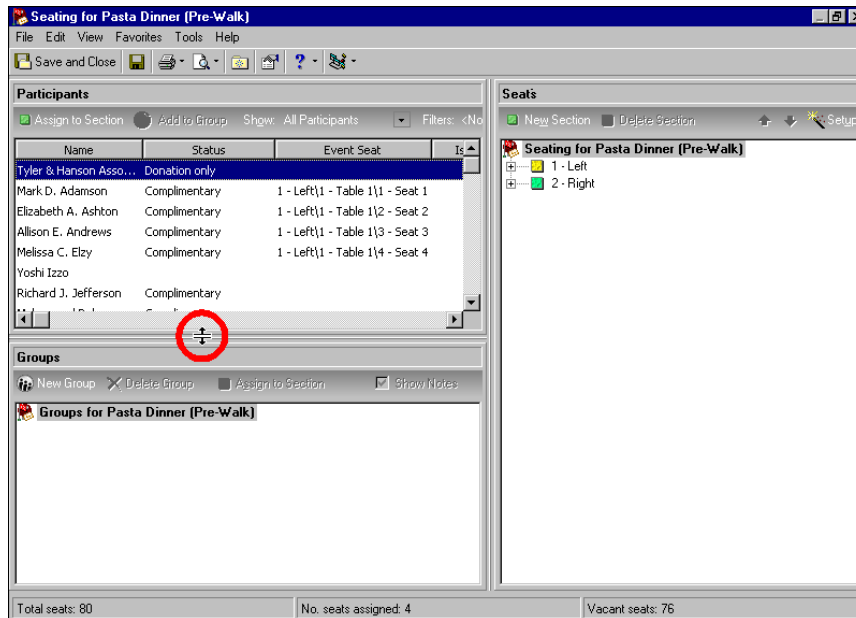 Seating for Pasta Dinner (Pre-Walk)
File Edit View Favorites Tools Help
Save and Close
Participants
Assign to Section Add to Group Show: All Participants Filters: <No
Name Status Event Seat Is
Tyler & Hanson Asso... Donation only
Mark D. Adamson Complimentary 1 - Left\1 - Table 1\1 - Seat 1
Elizabeth A. Ashton Complimentary 1 - Left\1 - Table 1\2 - Seat 2
Allison E. Andrews Complimentary 1 - Left\1 - Table 1\3 - Seat 3
Melissa C. Elzy Complimentary 1 - Left\1 - Table 1\4 - Seat 4
Yoshi Izzo
Richard J. Jefferson Complimentary
Groups
New Group Delete Group Assign to Section Show Notes
Groups for Pasta Dinner (Pre-Walk)
Seats
New Section Delete Section Setup
Seating for Pasta Dinner (Pre-Walk)
1 - Left
2 - Right
Total seats: 80 No. seats assigned: 4 Vacant seats: 76